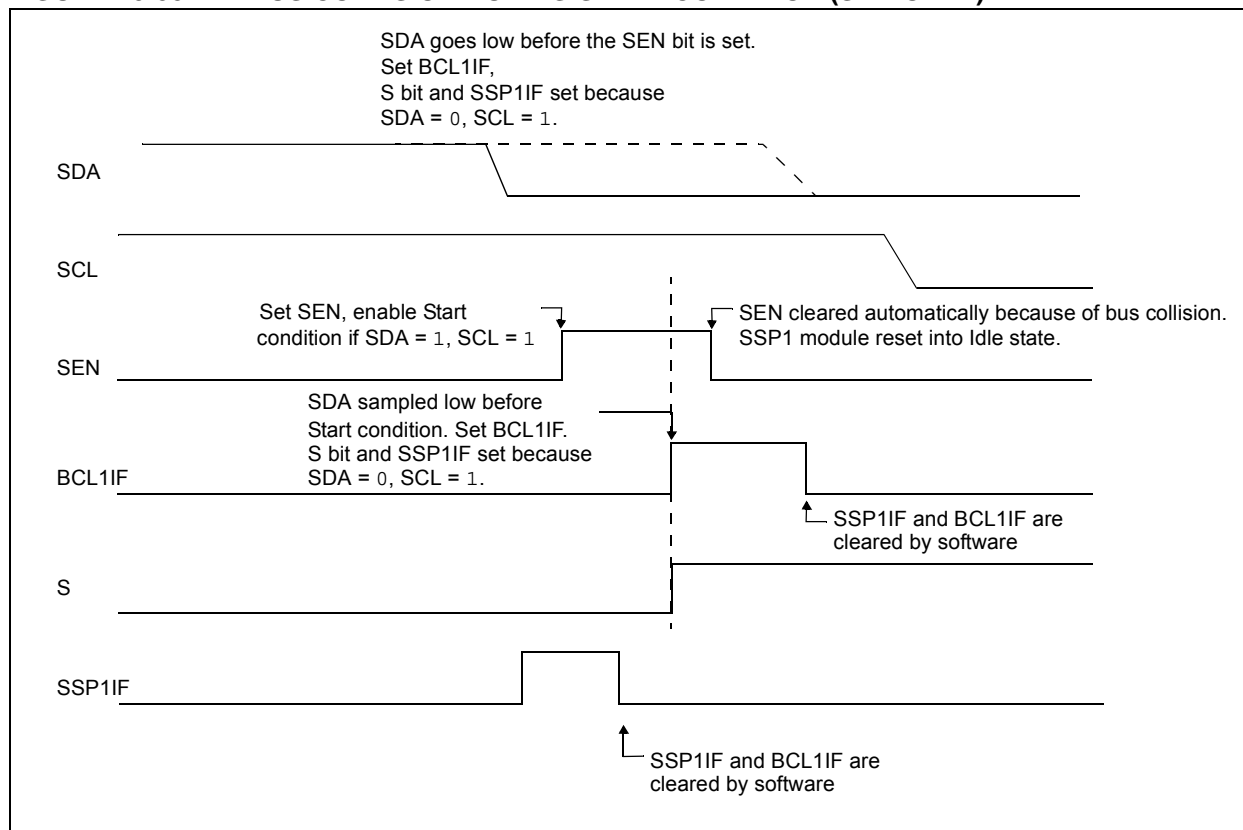 SDA goes low before the SEN bit is set.
Set BCL1IF,
S bit and SSP1IF set because
SDA = 0, SCL = 1.
SDA
SCL
Set SEN, enable Start
condition if SDA = 1, SCL = 1
SEN cleared automatically because of bus collision.
SSP1 module reset into Idle state.
SEN
SDA sampled low before
Start condition. Set BCL1IF.
S bit and SSP1IF set because
SDA = 0, SCL = 1.
BCL1IF
SSP1IF and BCL1IF are
cleared by software
S
SSP1IF
SSP1IF and BCL1IF are
cleared by software